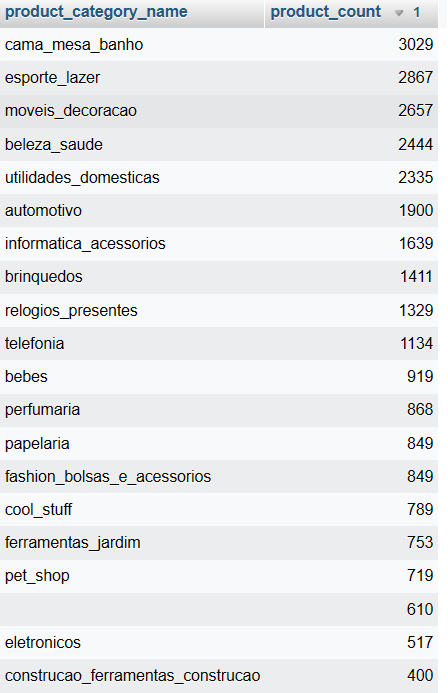 product_category_name product_count 1
cama_mesa_banho 3029
esporte_lazer 2867
moveis_decoracao 2657
beleza_saude 2444
utilidades_domesticas 2335
automotivo 1900
informatica_acessorios 1639
brinquedos 1411
relogios_presentes 1329
telefonia 1134
bebes 919
perfumaria 868
papelaria 849
fashion_bolsas_e_acessorios 849
cool_stuff 789
ferramentas_jardim 753
pet_shop 719
610
eletronicos 517
construcao_ferramentas_construcao 400